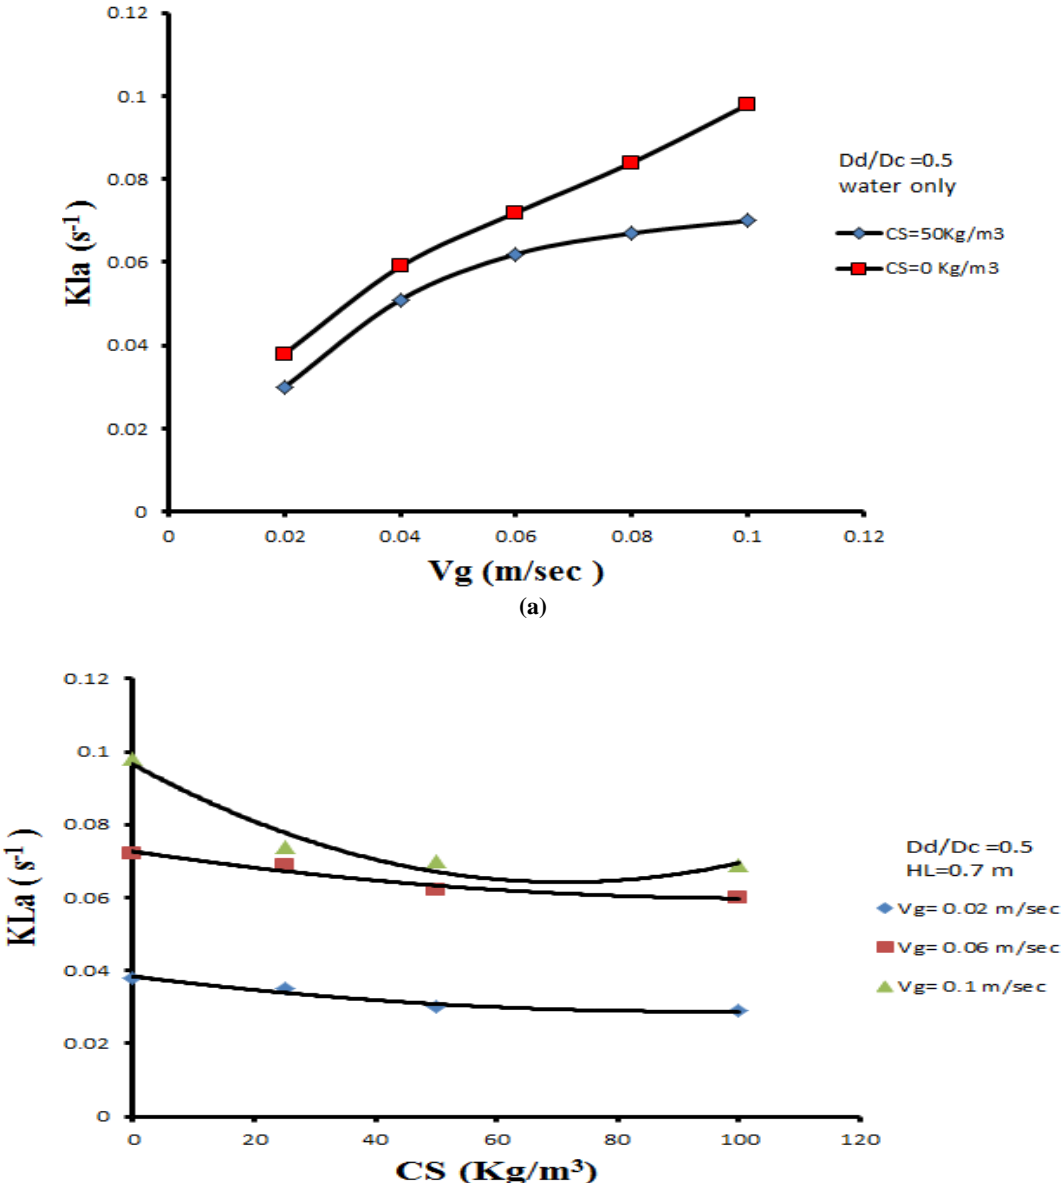 0.12
0.1
0.08
0.06
0.04
0.02
0
Kla (s-1 )
0 0.02 0.04 0.06 0.08 0.1 0.12
Vg (m/sec )
Dd/Dc =0.5
water only
CS=50Kg/m3
CS=0 Kg/m3
(a)
0.12
0.1
0.08
0.06
0.04
0.02
0
KLa ( s-1 )
0 20 40 60 80 100 120
CS (Kg/m³)
Dd/Dc =0.5
HL=0.7 m
Vg= 0.02 m/sec
Vg= 0.06 m/sec
Vg= 0.1 m/sec